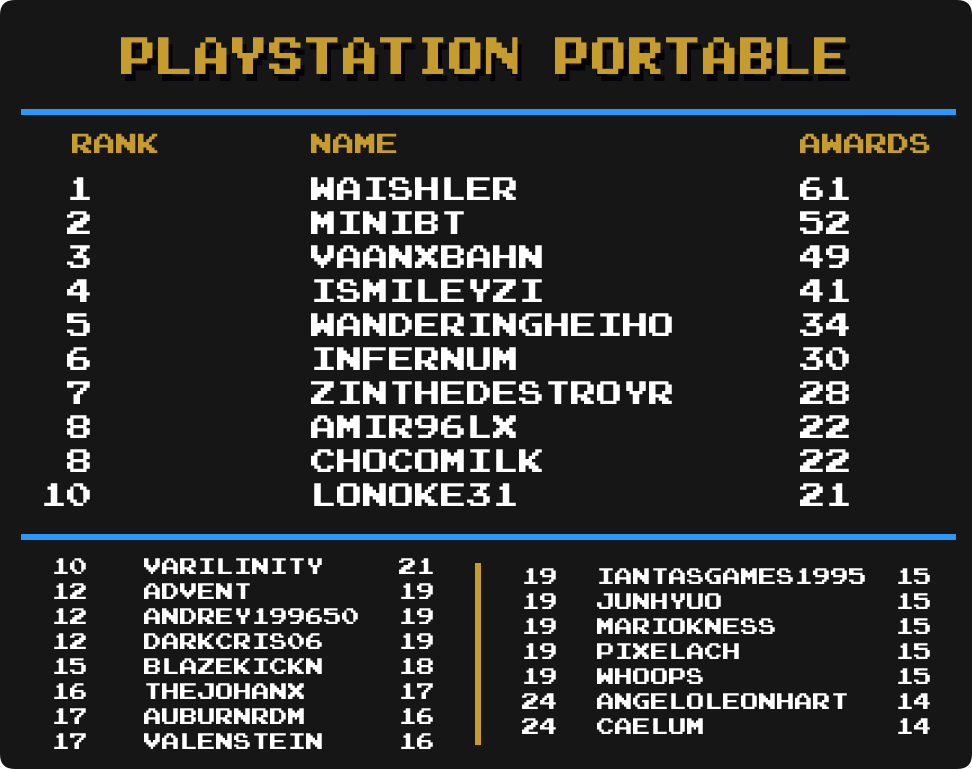 PLAYSTATION PORTABLE
RANK NAME AWARDS
1 WAISHLER 61
2 MINIBT 52
3 VAANXBAHN 49
4 ISMILEYZI 41
5 WANDERINGHEIHO 34
6 INFERNUM 30
7 ZINTHEDESTROYR 28
8 AMIR96LX 22
8 CHOCOMILK 22
10 LONOKE31 21
10 VARILINITY 21
12 ADVENT 19
12 ANDREY199650 19
12 DARKCRIS06 19
15 BLAZEKICKN 18
16 THEJOHANX 17
17 AUBURNRDM 16
17 VALENSTEIN 16
19 IANTASGAMES1995 15
19 JUNHYUO 15
19 MARIOKNESS 15
19 PIXELACH 15
19 WHOOPS 15
24 ANGELOLEONHART 14
24 CAELUM 14